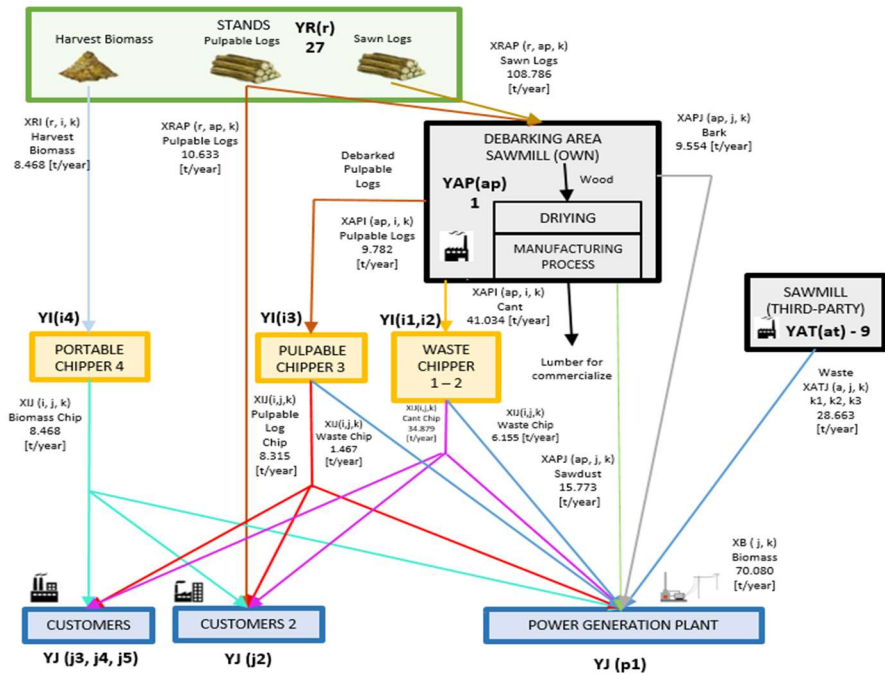 STANDS
Harvest Biomass
Pulpable Logs
YR(r)
27
Sawn Logs
XRAP (r, ap, k)
Sawn Logs
108.786
[t/year]
XRI (r, i, k)
Harvest
Biomass
8.468 [t/year]
XRAP (r, ap, k)
Pulpable Logs
10.633
[t/year]
Debarked
Pulpable
Logs
DEBARKING AREA
SAWMILL (OWN)
Wood
YAP(ap)
1
DRIYING
MANUFACTURING
PROCESS
XAPJ (ap, j, k)
Bark
9.554 [t/year]
XAPI (ap, i, k)
Pulpable Logs
9.782
[t/year]
XAPI (ap, i, k)
Cant
41.034 [t/year]
Lumber for
commercialize
SAWMILL
(THIRD-PARTY)
YAT(at) - 9
YI(i4)
PORTABLE
CHIPPER 4
YI(i3)
PULPABLE
CHIPPER 3
YI(i1,i2)
WASTE
CHIPPER
1 – 2
Waste
XATJ (a, j, k)
k1, k2, k3
28.663
[t/year]
XIJ (i, j, k)
Biomass Chip
8.468
[t/year]
XIJ(i,j,k)
Pulpable
Log
Chip
8.315
[t/year]
XIJ(i,j,k)
Waste Chip
1.467
[t/year]
XIJ(i,j,k)
Cant Chip
34.879
[t/year]
XIJ(i,j,k)
Waste Chip
6.155 [t/year]
XAPJ (ap, j, k)
Sawdust
15.773
[t/year]
XB ( j, k)
Biomass
70.080
[t/year]
CUSTOMERS
CUSTOMERS 2
POWER GENERATION PLANT
YJ (j3, j4, j5)
YJ (j2)
YJ (p1)